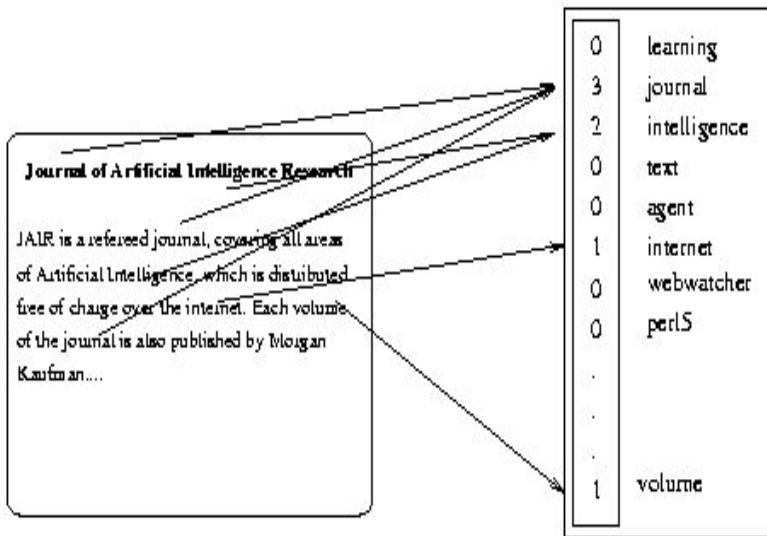 Journal of Artificial Intelligence Research
JAIR is a refereed journal, covering all areas
of Artificial Intelligence, which is distributed
free of charge over the internet. Each volume
of the journal is also published by Morgan
Kaufman....
0 learning
3 journal
2 intelligence
0 text
0 agent
1 internet
0 webwatcher
0 perl5
.
.
.
1 volume